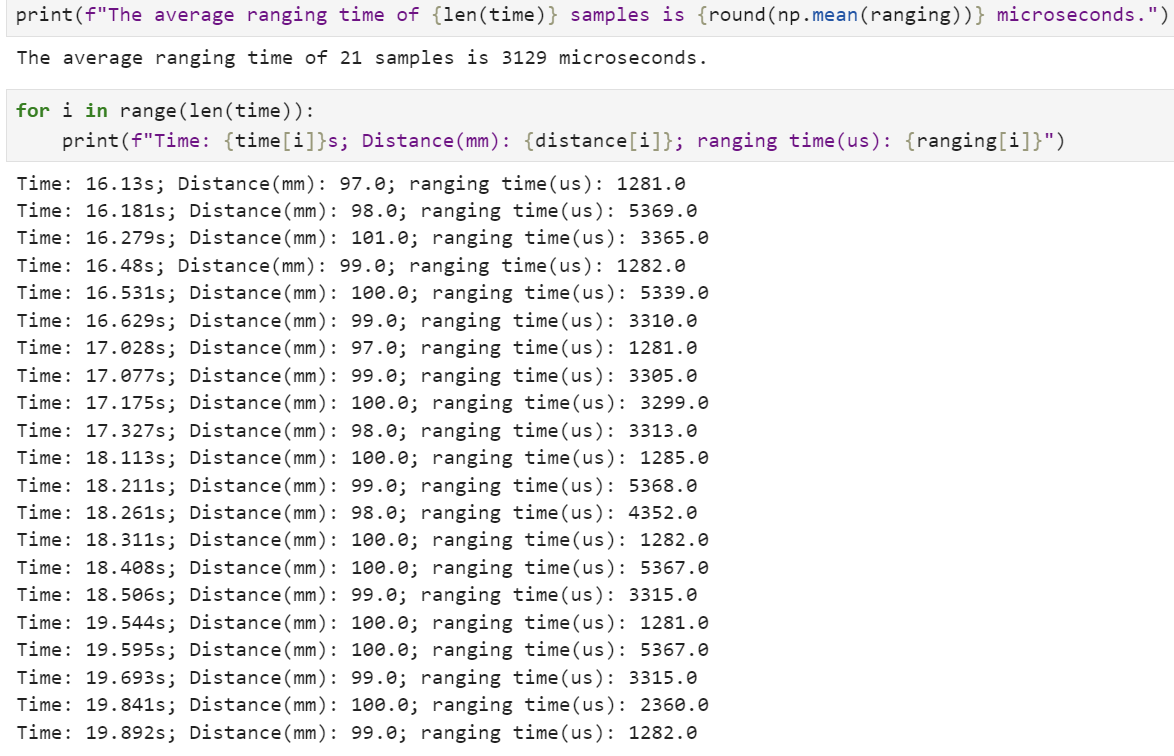 print(f"The average ranging time of {len(time)} samples is {round(np.mean(ranging))} microseconds.")
The average ranging time of 21 samples is 3129 microseconds.
for i in range(len(time)):
    print(f"Time: {time[i]}s; Distance(mm): {distance[i]}; ranging time(us): {ranging[i]}")
Time: 16.13s; Distance(mm): 97.0; ranging time(us): 1281.0
Time: 16.181s; Distance(mm): 98.0; ranging time(us): 5369.0
Time: 16.279s; Distance(mm): 101.0; ranging time(us): 3365.0
Time: 16.48s; Distance(mm): 99.0; ranging time(us): 1282.0
Time: 16.531s; Distance(mm): 100.0; ranging time(us): 5339.0
Time: 16.629s; Distance(mm): 99.0; ranging time(us): 3310.0
Time: 17.028s; Distance(mm): 97.0; ranging time(us): 1281.0
Time: 17.077s; Distance(mm): 99.0; ranging time(us): 3305.0
Time: 17.175s; Distance(mm): 100.0; ranging time(us): 3299.0
Time: 17.327s; Distance(mm): 98.0; ranging time(us): 3313.0
Time: 18.113s; Distance(mm): 100.0; ranging time(us): 1285.0
Time: 18.211s; Distance(mm): 99.0; ranging time(us): 5368.0
Time: 18.261s; Distance(mm): 98.0; ranging time(us): 4352.0
Time: 18.311s; Distance(mm): 100.0; ranging time(us): 1282.0
Time: 18.408s; Distance(mm): 100.0; ranging time(us): 5367.0
Time: 18.506s; Distance(mm): 99.0; ranging time(us): 3315.0
Time: 19.544s; Distance(mm): 100.0; ranging time(us): 1281.0
Time: 19.595s; Distance(mm): 100.0; ranging time(us): 5367.0
Time: 19.693s; Distance(mm): 99.0; ranging time(us): 3315.0
Time: 19.841s; Distance(mm): 100.0; ranging time(us): 2360.0
Time: 19.892s; Distance(mm): 99.0; ranging time(us): 1282.0